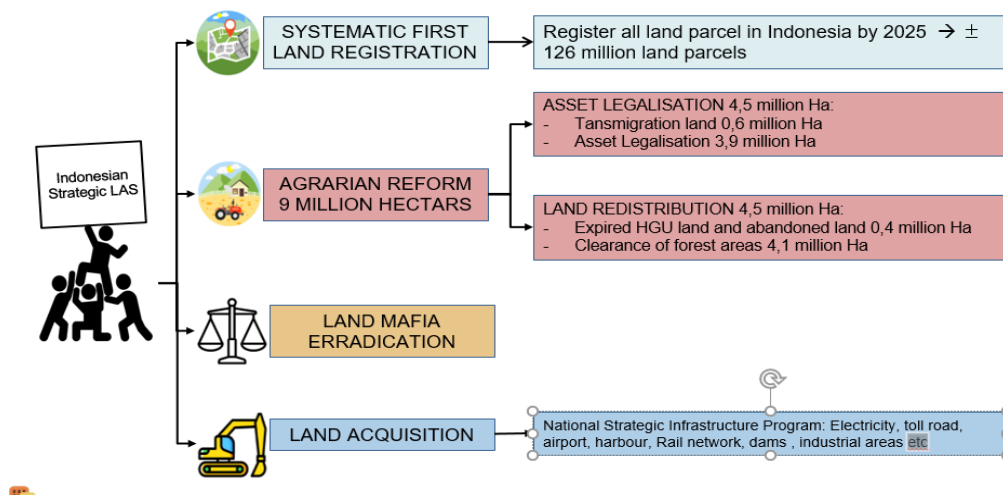 SYSTEMATIC FIRST
LAND REGISTRATION
Register all land parcel in Indonesia by 2025 → ±
126 million land parcels
Indonesian
Strategic LAS
AGRARIAN REFORM
9 MILLION HECTARS
ASSET LEGALISATION 4,5 million Ha:
- Tansmigration land 0,6 million Ha
- Asset Legalisation 3,9 million Ha
LAND REDISTRIBUTION 4,5 million Ha:
- Expired HGU land and abandoned land 0,4 million Ha
- Clearance of forest areas 4,1 million Ha
LAND MAFIA
ERRADICATION
LAND ACQUISITION
National Strategic Infrastructure Program: Electricity, toll road,
airport, harbour, Rail network, dams , industrial areas etc